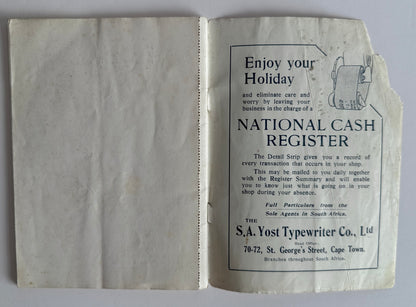 Enjoy your
Holiday
and eliminate care and
worry by leaving your
business in the charge of a
NATIONAL CASH
REGISTER
The Detail Strip gives you a record of
every transaction that occurs in your shop.
This may be mailed to you daily together
with the Register Summary and will enable
you to know just what is going on in your
shop during your absence.
Full Particulars from the
Sole Agents in South Africa.
THE
S.A. Yost Typewriter Co., Ltd
Head Office:
70-72, St. George's Street, Cape Town.
Branches throughout South Africa.